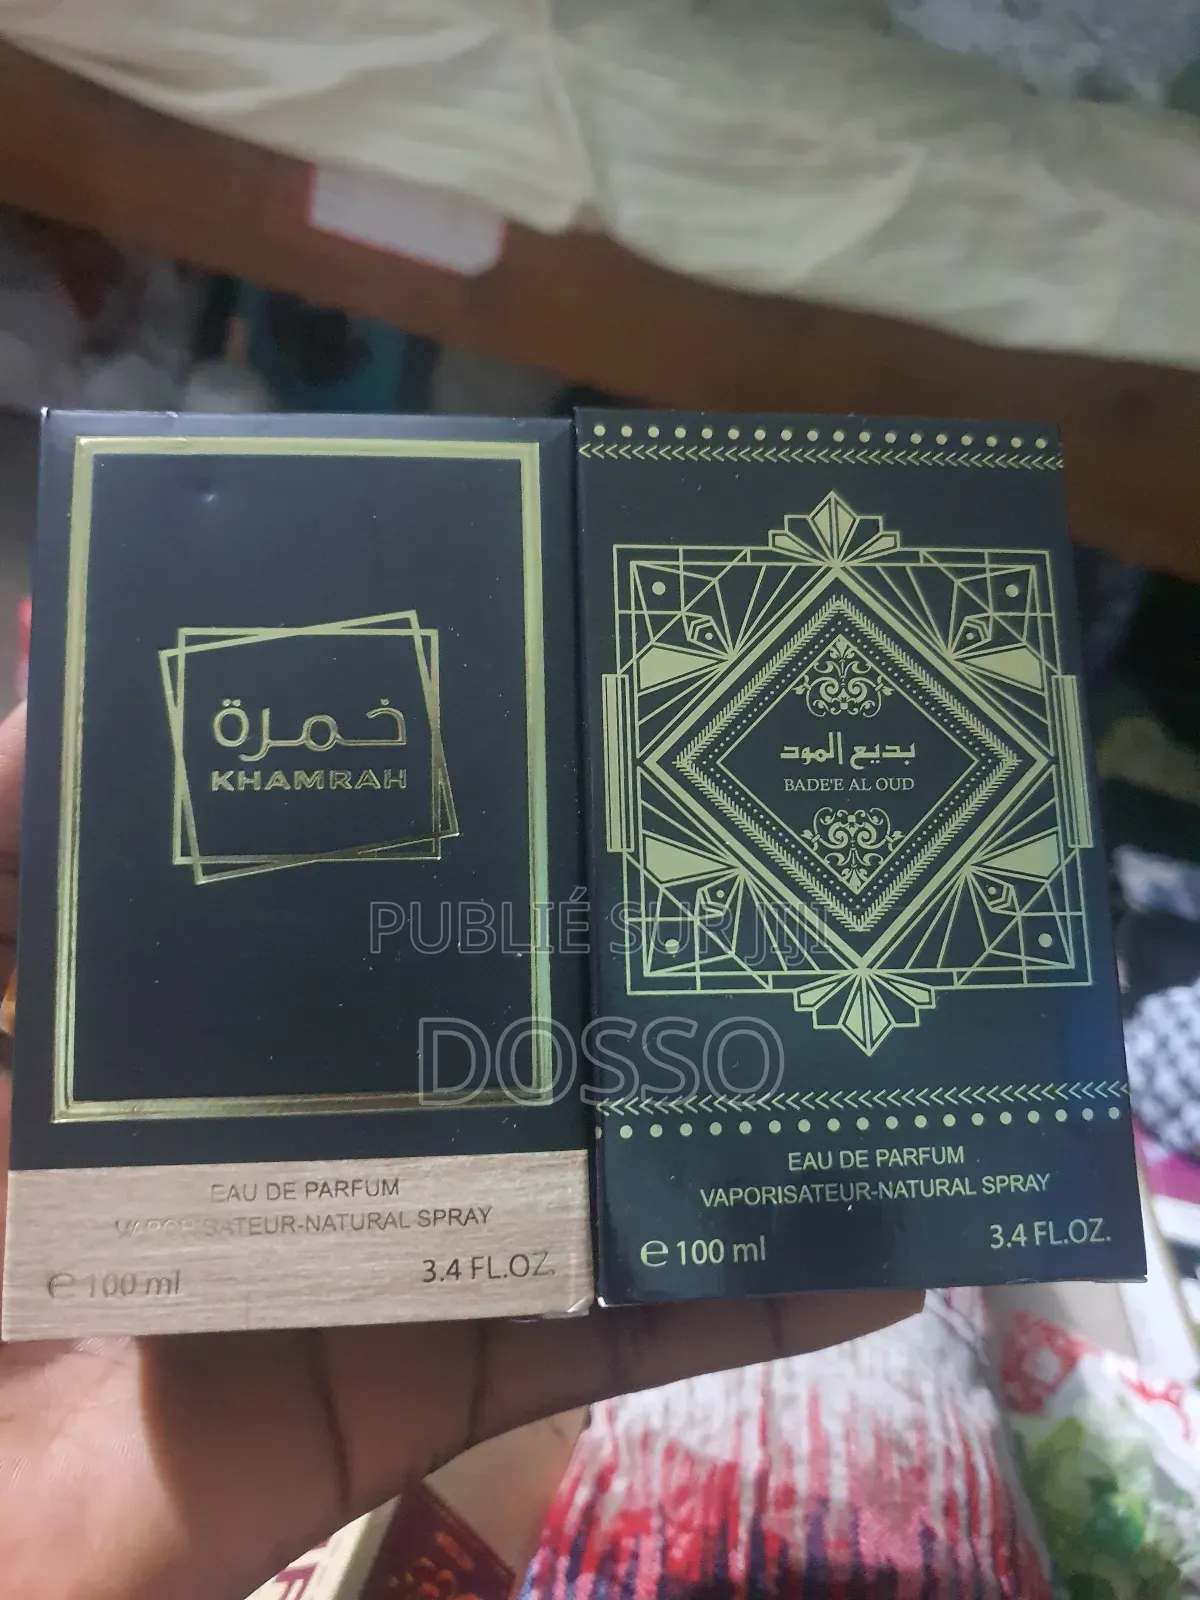 خمرة
KHAMRAH
EAU DE PARFUM
VAPORISATEUR-NATURAL SPRAY
e 100 ml
3.4 FL.OZ.
بديع العود
BADE'E AL OUD
EAU DE PARFUM
VAPORISATEUR-NATURAL SPRAY
e 100 ml
3.4 FL.OZ.
PUBLIÉ SUR JIJI
DOSSO